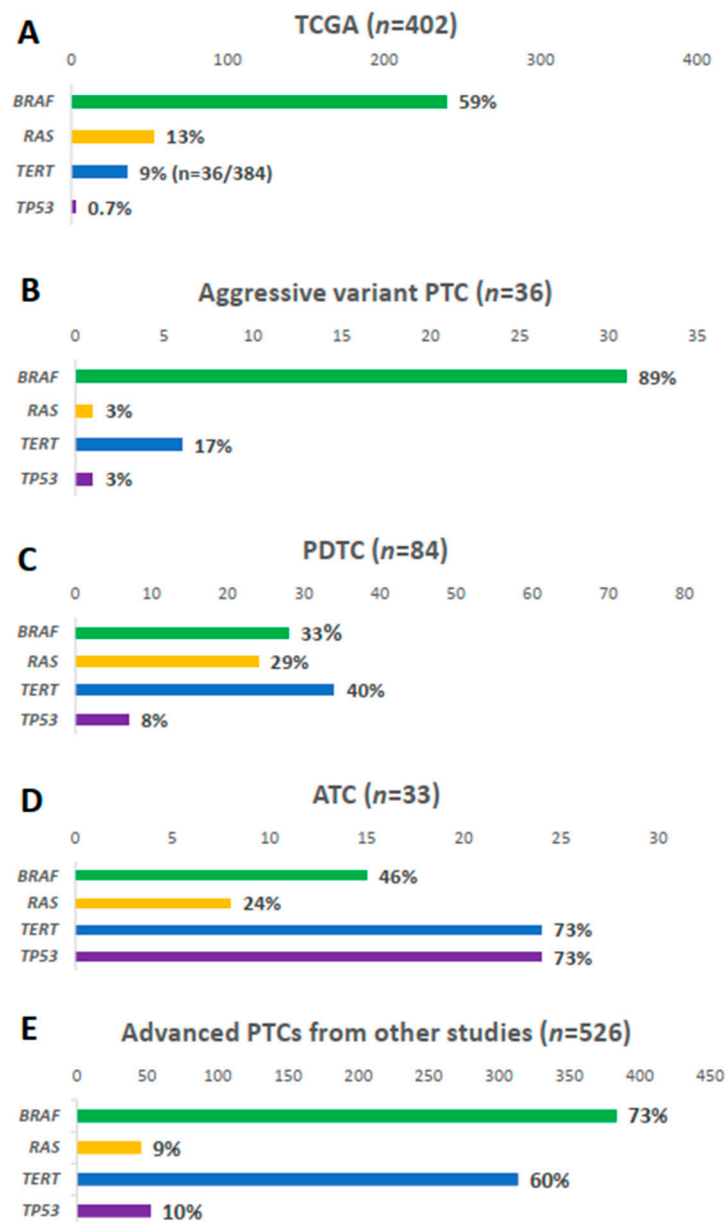 A
TCGA (n=402)
0 100 200 300 400
BRAF 59%
RAS 13%
TERT 9% (n=36/384)
TP53 0.7%
B
Aggressive variant PTC (n=36)
0 5 10 15 20 25 30 35
BRAF 89%
RAS 3%
TERT 17%
TP53 3%
C
PDTC (n=84)
0 10 20 30 40 50 60 70 80
BRAF 33%
RAS 29%
TERT 40%
TP53 8%
D
ATC (n=33)
0 5 10 15 20 25 30
BRAF 46%
RAS 24%
TERT 73%
TP53 73%
E
Advanced PTCs from other studies (n=526)
0 50 100 150 200 250 300 350 400 450
BRAF 73%
RAS 9%
TERT 60%
TP53 10%